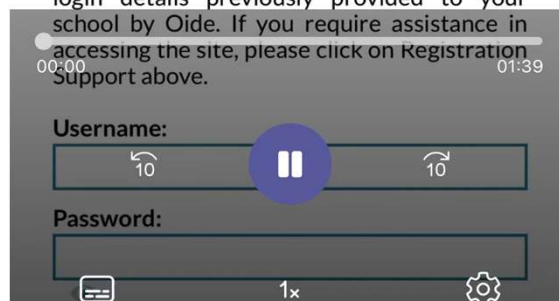 login details previously provided to your
school by Oide. If you require assistance in
accessing the site, please click on Registration
00:00 01:39
Support above.
Username:
10 10
Password:
1x